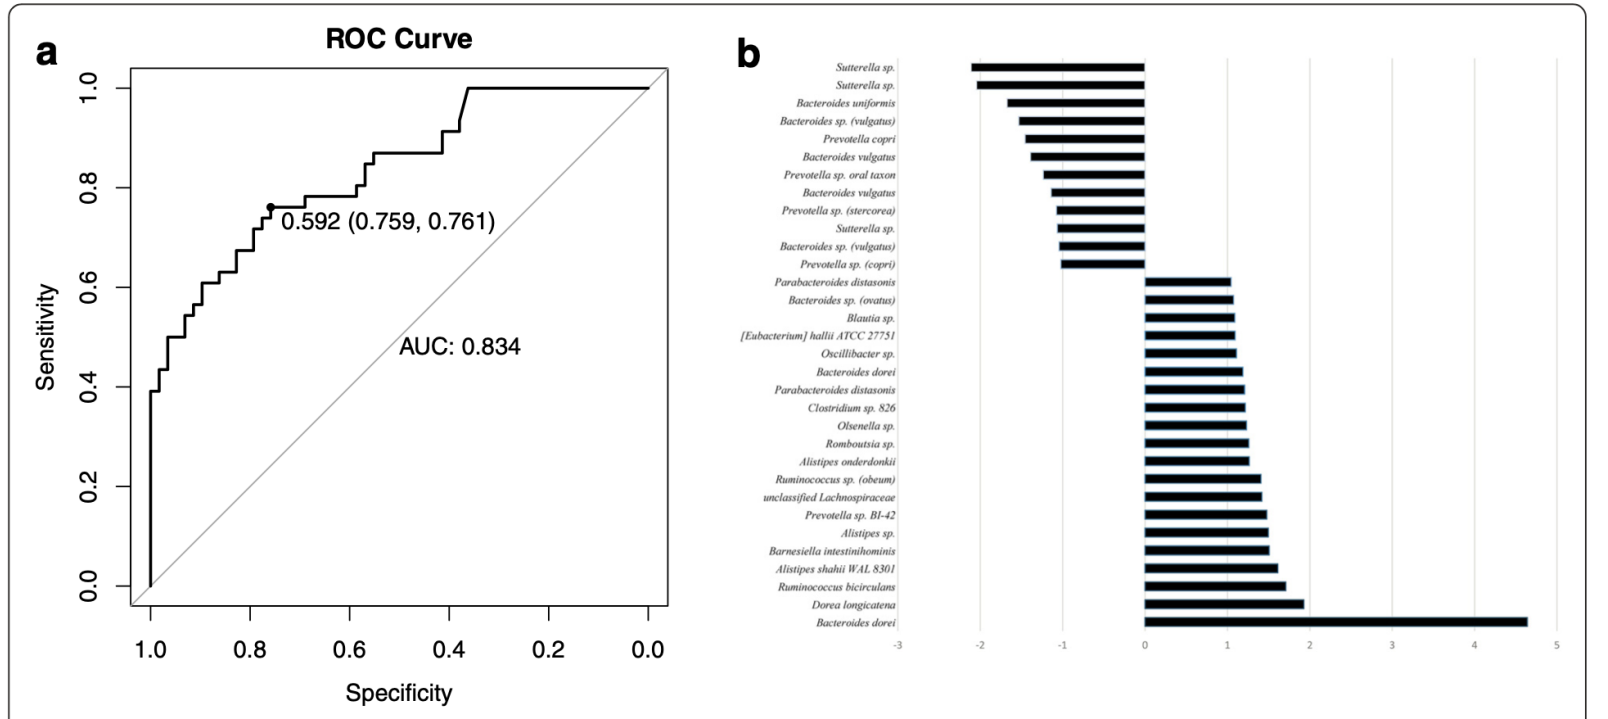 a
ROC Curve
Sensitivity
1.0
0.8
0.6
0.4
0.2
0.0
0.592 (0.759, 0.761)
AUC: 0.834
1.0 0.8 0.6 0.4 0.2 0.0
Specificity
b
Sutterella sp.
Sutterella sp.
Bacteroides uniformis
Bacteroides sp. (vulgatus)
Prevotella copri
Bacteroides vulgatus
Prevotella sp. oral taxon
Bacteroides vulgatus
Prevotella sp. (stercorea)
Sutterella sp.
Bacteroides sp. (vulgatus)
Prevotella sp. (copri)
Parabacteroides distasonis
Bacteroides sp. (ovatus)
Blautia sp.
[Eubacterium] hallii ATCC 27751
Oscillibacter sp.
Bacteroides dorei
Parabacteroides distasonis
Clostridium sp. 826
Olsenella sp.
Romboutsia sp.
Alistipes onderdonkii
Ruminococcus sp. (obeum)
unclassified Lachnospiraceae
Prevotella sp. BI-42
Alistipes sp.
Barnesiella intestinihominis
Alistipes shahii WAL 8301
Ruminococcus bicirculans
Dorea longicatena
Bacteroides dorei
-3 -2 -1 0 1 2 3 4 5